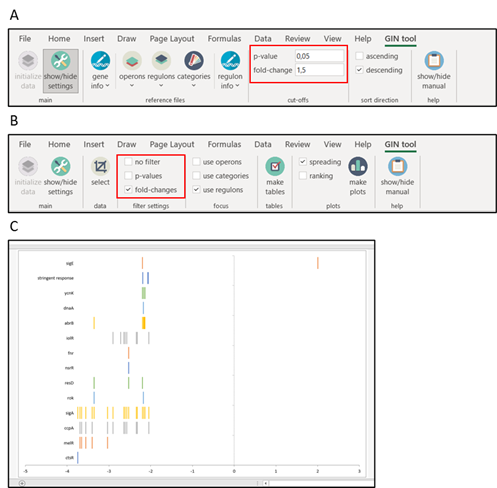 A
File Home Insert Draw Page Layout Formulas Data Review View Help GIN tool
initialize data show/hide settings gene info operons regulons categories regulon info p-value 0,05 fold-change 1,5 ascending descending show/hide manual
main reference files cut-offs sort direction help
B
File Home Insert Draw Page Layout Formulas Data Review View Help GIN tool
initialize data show/hide settings select no filter p-values fold-changes use operons use categories use regulons make tables spreading ranking make plots show/hide manual
main data filter settings focus tables plots help
C
stringent response
ycnK
dnaA
abrB
fnr
nsrR
resD
rok
sigA
ccpA
ctsR
-5 -4 -3 -2 -1 0 1 2 3